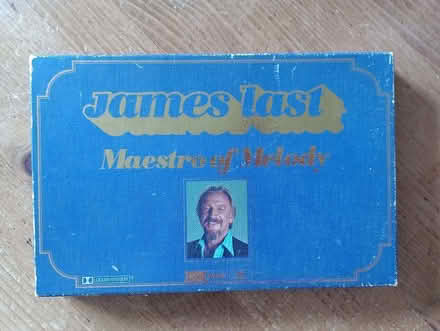 James Last
Maestro of Melody